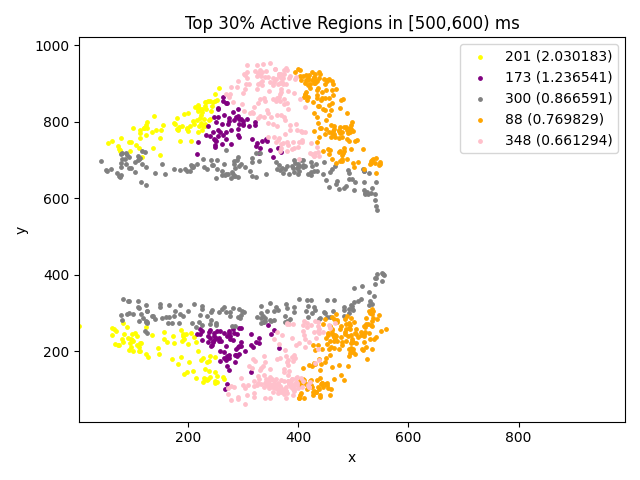 Top 30% Active Regions in [500,600) ms
1000
800
600
400
200
y
201 (2.030183)
173 (1.236541)
300 (0.866591)
88 (0.769829)
348 (0.661294)
200 400 600 800
x